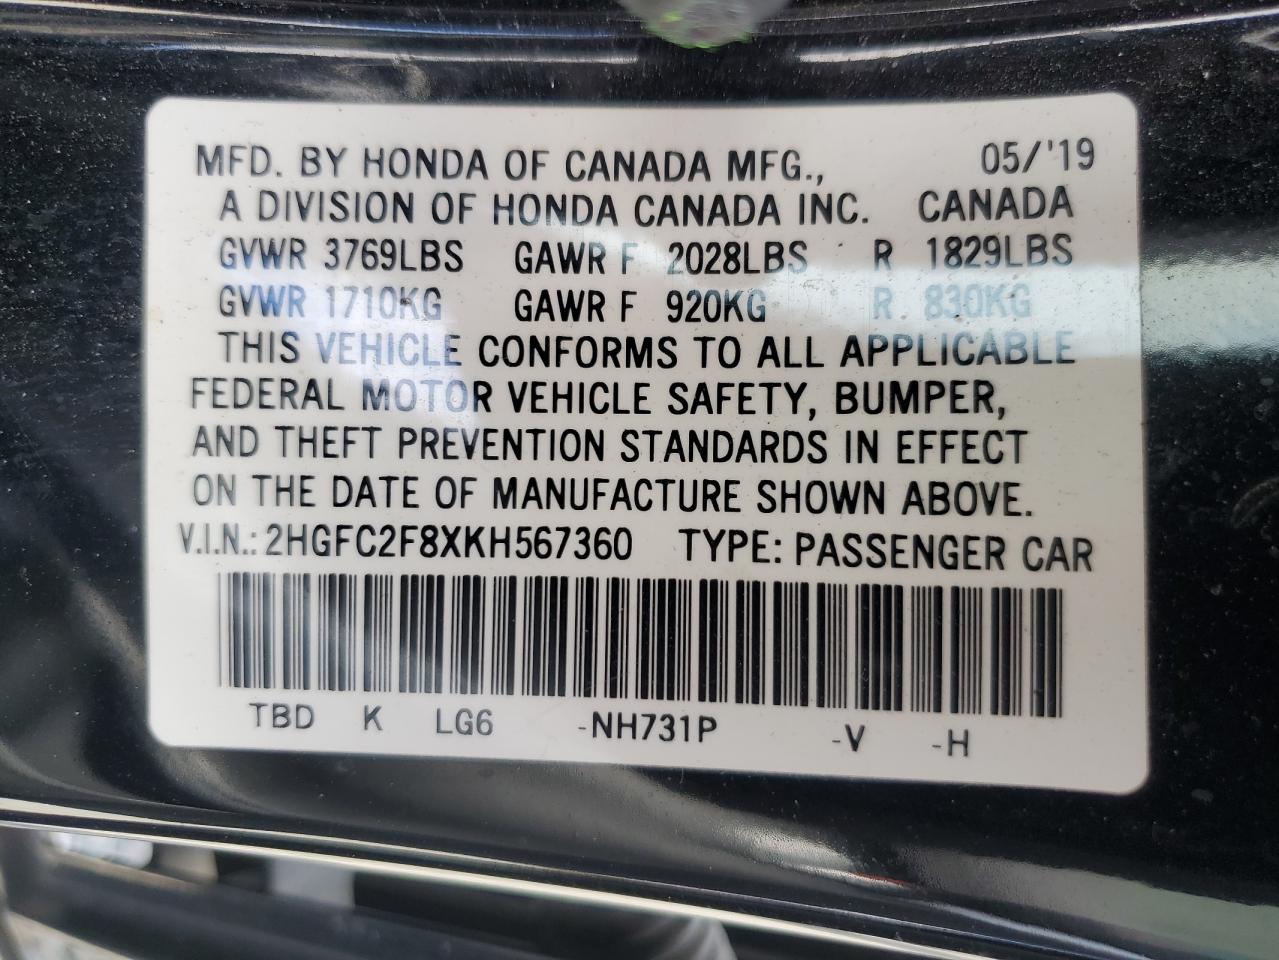 MFD. BY HONDA OF CANADA MFG., 05/'19
A DIVISION OF HONDA CANADA INC. CANADA
GVWR 3769LBS GAWR F 2028LBS R 1829LBS
GVWR 1710KG GAWR F 920KG R 830KG
THIS VEHICLE CONFORMS TO ALL APPLICABLE
FEDERAL MOTOR VEHICLE SAFETY, BUMPER,
AND THEFT PREVENTION STANDARDS IN EFFECT
ON THE DATE OF MANUFACTURE SHOWN ABOVE.
V.I.N.: 2HGFC2F8XKH567360 TYPE: PASSENGER CAR
TBD K LG6 -NH731P -V -H